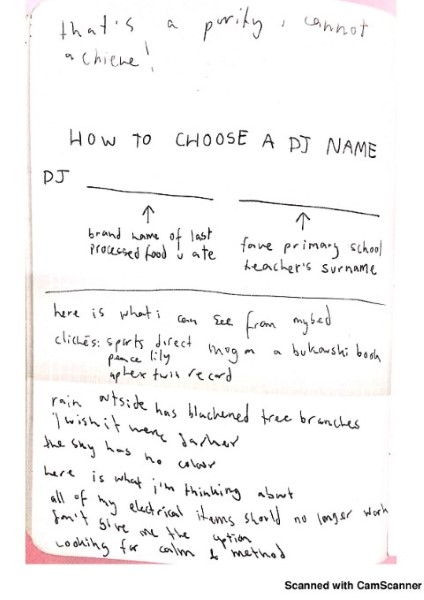 that's a purity i cannot
achieve!
HOW TO CHOOSE A DJ NAME
DJ
brand name of last
processed food u ate
fave primary school
teacher's surname
here is what i can see from my bed
clichés: sports direct mug on a bukowski book
peace lily
aphex twin record
rain outside has blackened tree branches
i wish it were darker
the sky has no colour
here is what i'm thinking about
all of my electrical items should no longer work
don't give me the option
looking for calm & method
Scanned with CamScanner